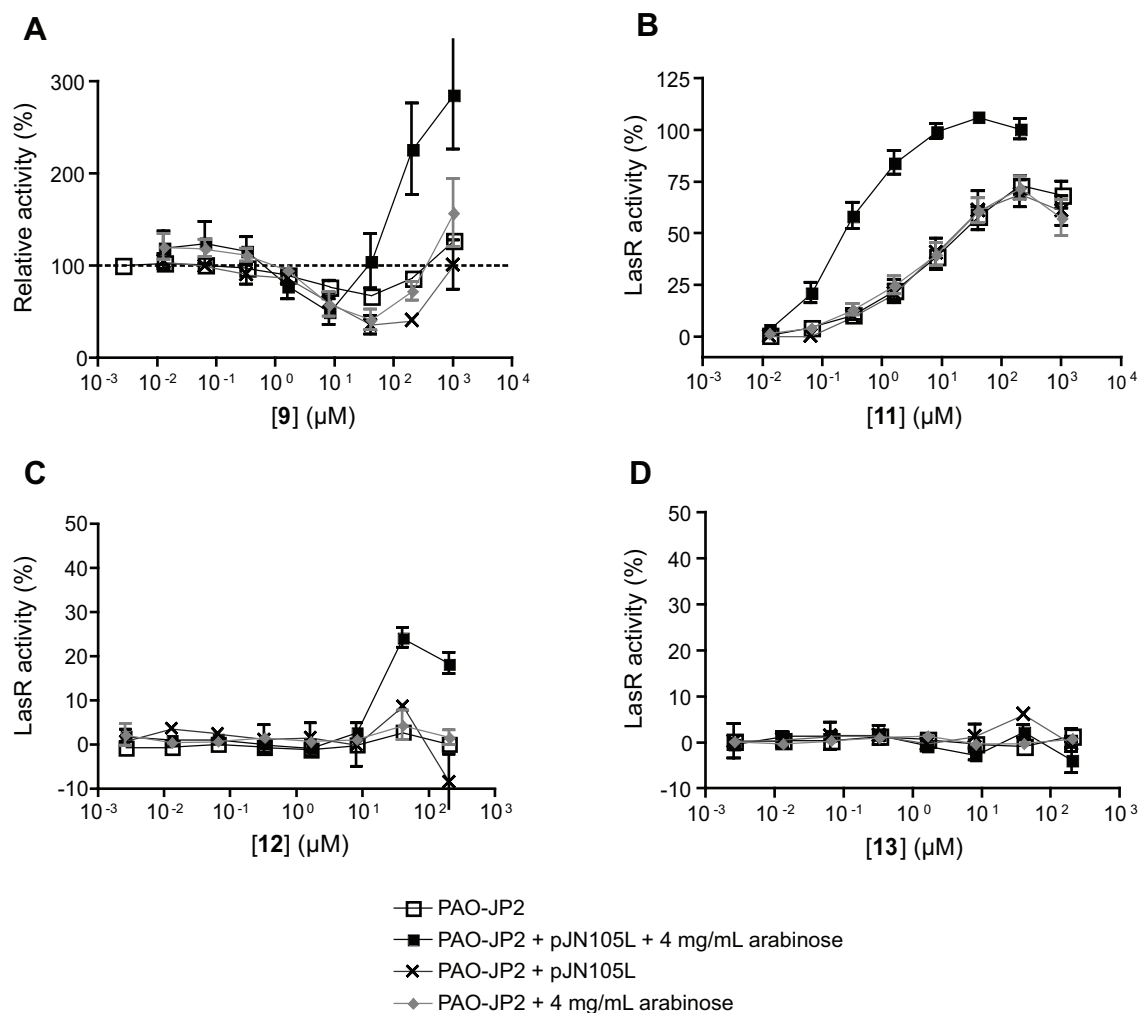 A
Relative activity (%)
300
200
100
0
10⁻³ 10⁻² 10⁻¹ 10⁰ 10¹ 10² 10³ 10⁴
[9] (µM)
B
LasR activity (%)
125
100
75
50
25
0
10⁻³ 10⁻² 10⁻¹ 10⁰ 10¹ 10² 10³ 10⁴
[11] (µM)
C
LasR activity (%)
50
40
30
20
10
0
-10
10⁻³ 10⁻² 10⁻¹ 10⁰ 10¹ 10² 10³
[12] (µM)
D
LasR activity (%)
50
40
30
20
10
0
-10
10⁻³ 10⁻² 10⁻¹ 10⁰ 10¹ 10² 10³
[13] (µM)
PAO-JP2
PAO-JP2 + pJN105L + 4 mg/mL arabinose
PAO-JP2 + pJN105L
PAO-JP2 + 4 mg/mL arabinose